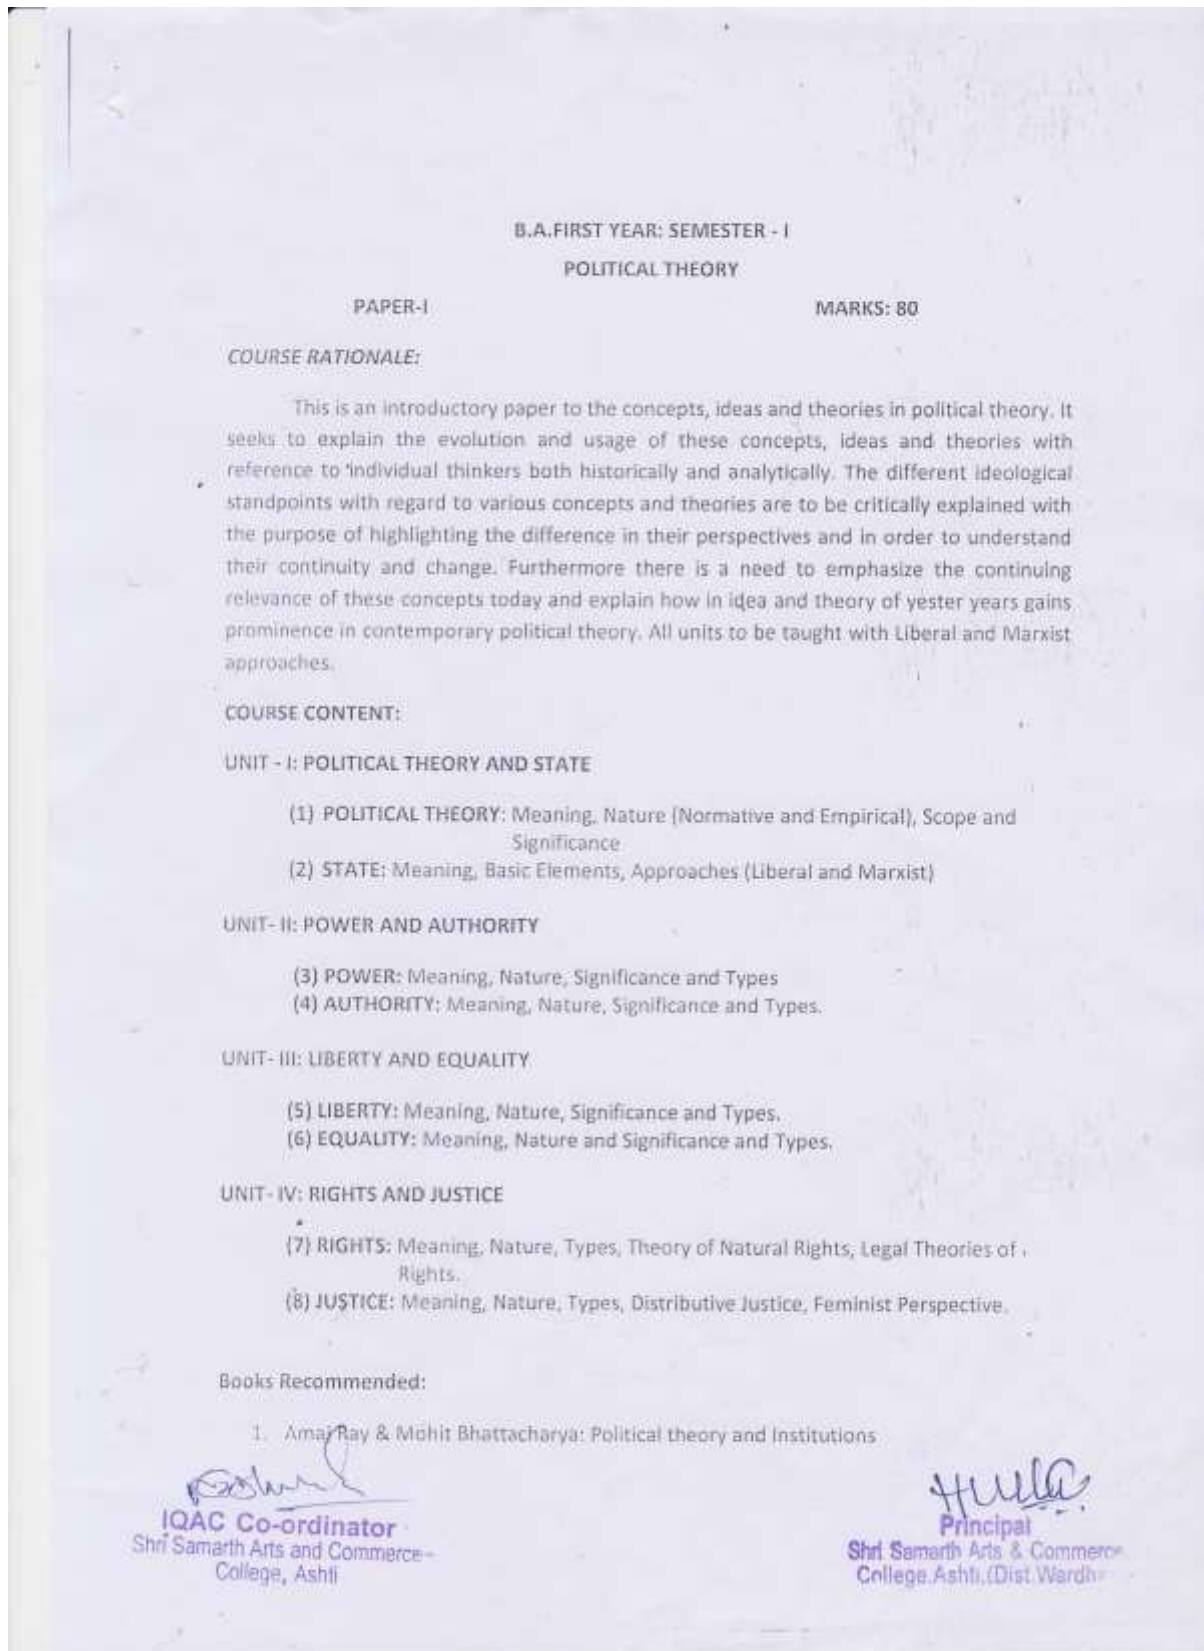 B.A.FIRST YEAR: SEMESTER - I
POLITICAL THEORY
PAPER-I MARKS: 80
COURSE RATIONALE:
This is an introductory paper to the concepts, ideas and theories in political theory. It
seeks to explain the evolution and usage of these concepts, ideas and theories with
reference to individual thinkers both historically and analytically. The different ideological
standpoints with regard to various concepts and theories are to be critically explained with
the purpose of highlighting the difference in their perspectives and in order to understand
their continuity and change. Furthermore there is a need to emphasize the continuing
relevance of these concepts today and explain how in idea and theory of yester years gains
prominence in contemporary political theory. All units to be taught with Liberal and Marxist
approaches.
COURSE CONTENT:
UNIT - I: POLITICAL THEORY AND STATE
(1) POLITICAL THEORY: Meaning, Nature (Normative and Empirical), Scope and
Significance
(2) STATE: Meaning, Basic Elements, Approaches (Liberal and Marxist)
UNIT- II: POWER AND AUTHORITY
(3) POWER: Meaning, Nature, Significance and Types
(4) AUTHORITY: Meaning, Nature, Significance and Types.
UNIT- III: LIBERTY AND EQUALITY
(5) LIBERTY: Meaning, Nature, Significance and Types.
(6) EQUALITY: Meaning, Nature and Significance and Types.
UNIT- IV: RIGHTS AND JUSTICE
(7) RIGHTS: Meaning, Nature, Types, Theory of Natural Rights, Legal Theories of
Rights.
(8) JUSTICE: Meaning, Nature, Types, Distributive Justice, Feminist Perspective.
Books Recommended:
1. Amal Ray & Mohit Bhattacharya: Political theory and Institutions
IQAC Co-ordinator
Shri Samarth Arts and Commerce
College, Ashti
Principal
Shri Samarth Arts & Commerce
College.Ashti.(Dist.Wardh